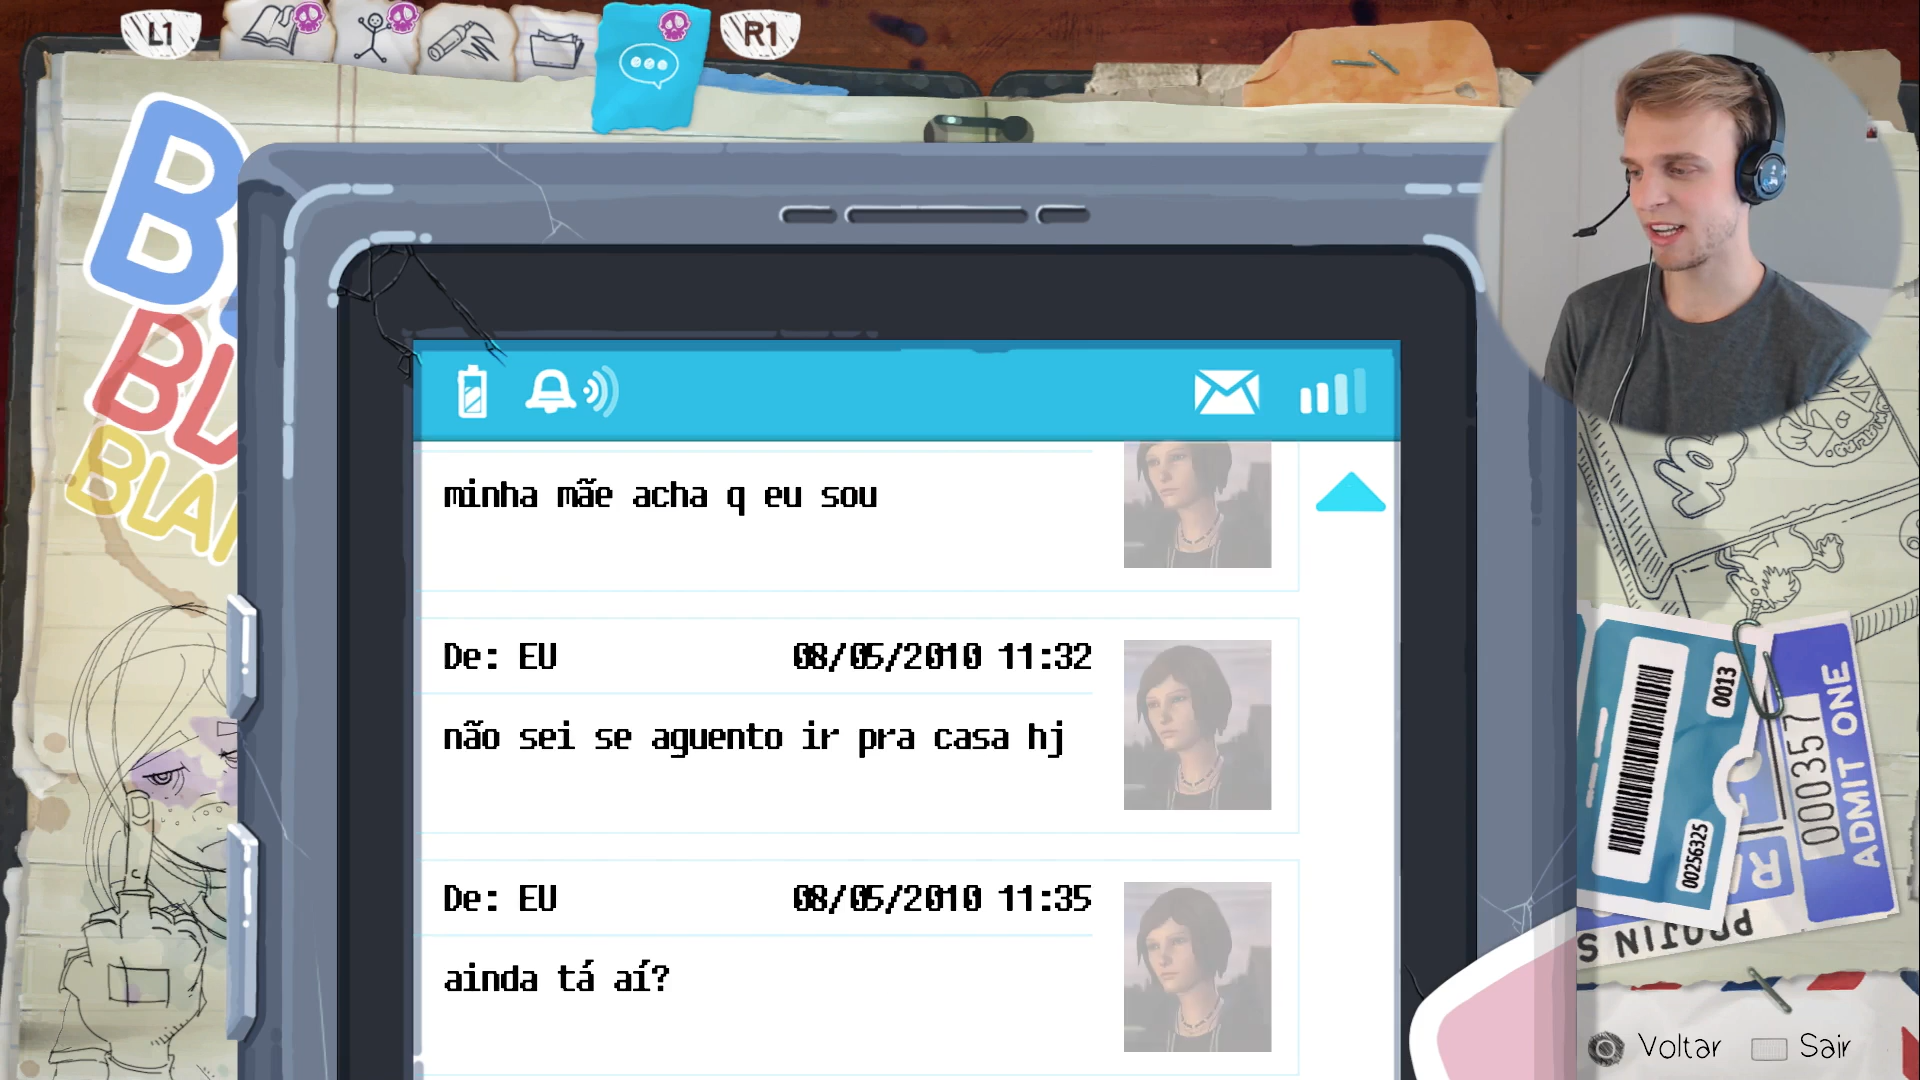 L1
R1
minha mãe acha q eu sou
De: EU 08/05/2010 11:32
não sei se aguento ir pra casa hj
De: EU 08/05/2010 11:35
ainda tá aí?
0013
00256325
000357
ADMIT ONE
Voltar
Sair